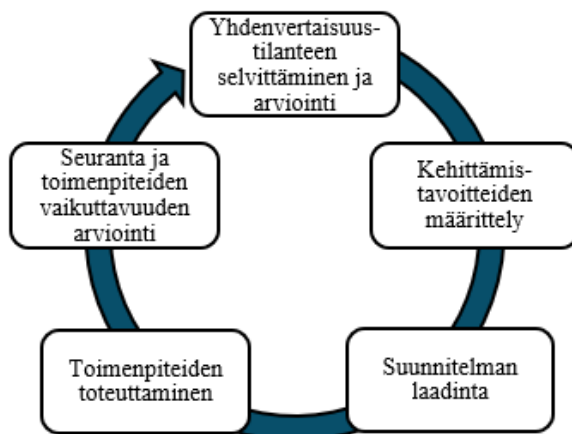 Yhdenvertaisuus-
tilanteen
selvittäminen ja
arviointi
Kehittämis-
tavoitteiden
määrittely
Suunnitelman
laadinta
Toimenpiteiden
toteuttaminen
Seuranta ja
toimenpiteiden
vaikuttavuuden
arviointi